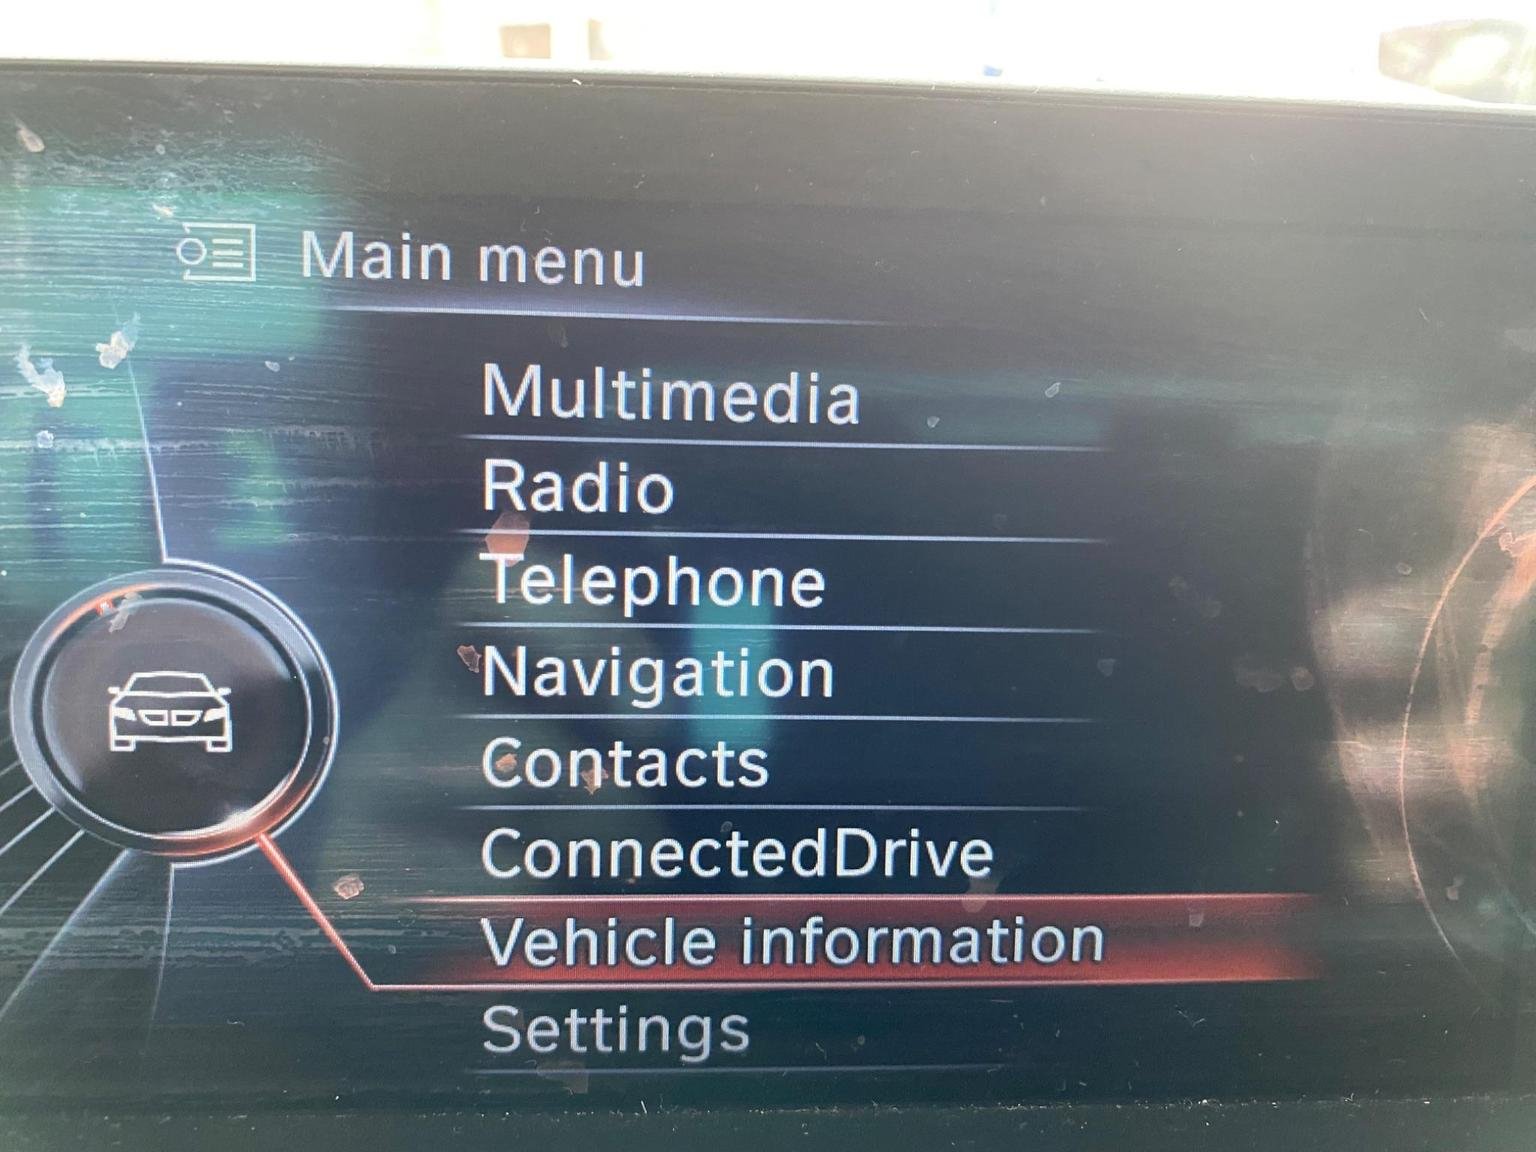 Main menu
Multimedia
Radio
Telephone
Navigation
Contacts
ConnectedDrive
Vehicle information
Settings